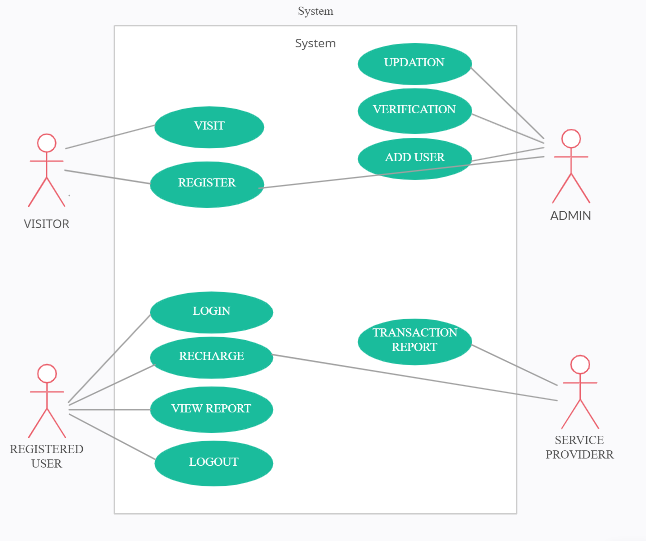 System
System
UPDATION
VERIFICATION
VISIT
ADD USER
REGISTER
VISITOR
ADMIN
LOGIN
TRANSACTION
REPORT
RECHARGE
VIEW REPORT
REGISTERED
USER
SERVICE
PROVIDERR
LOGOUT